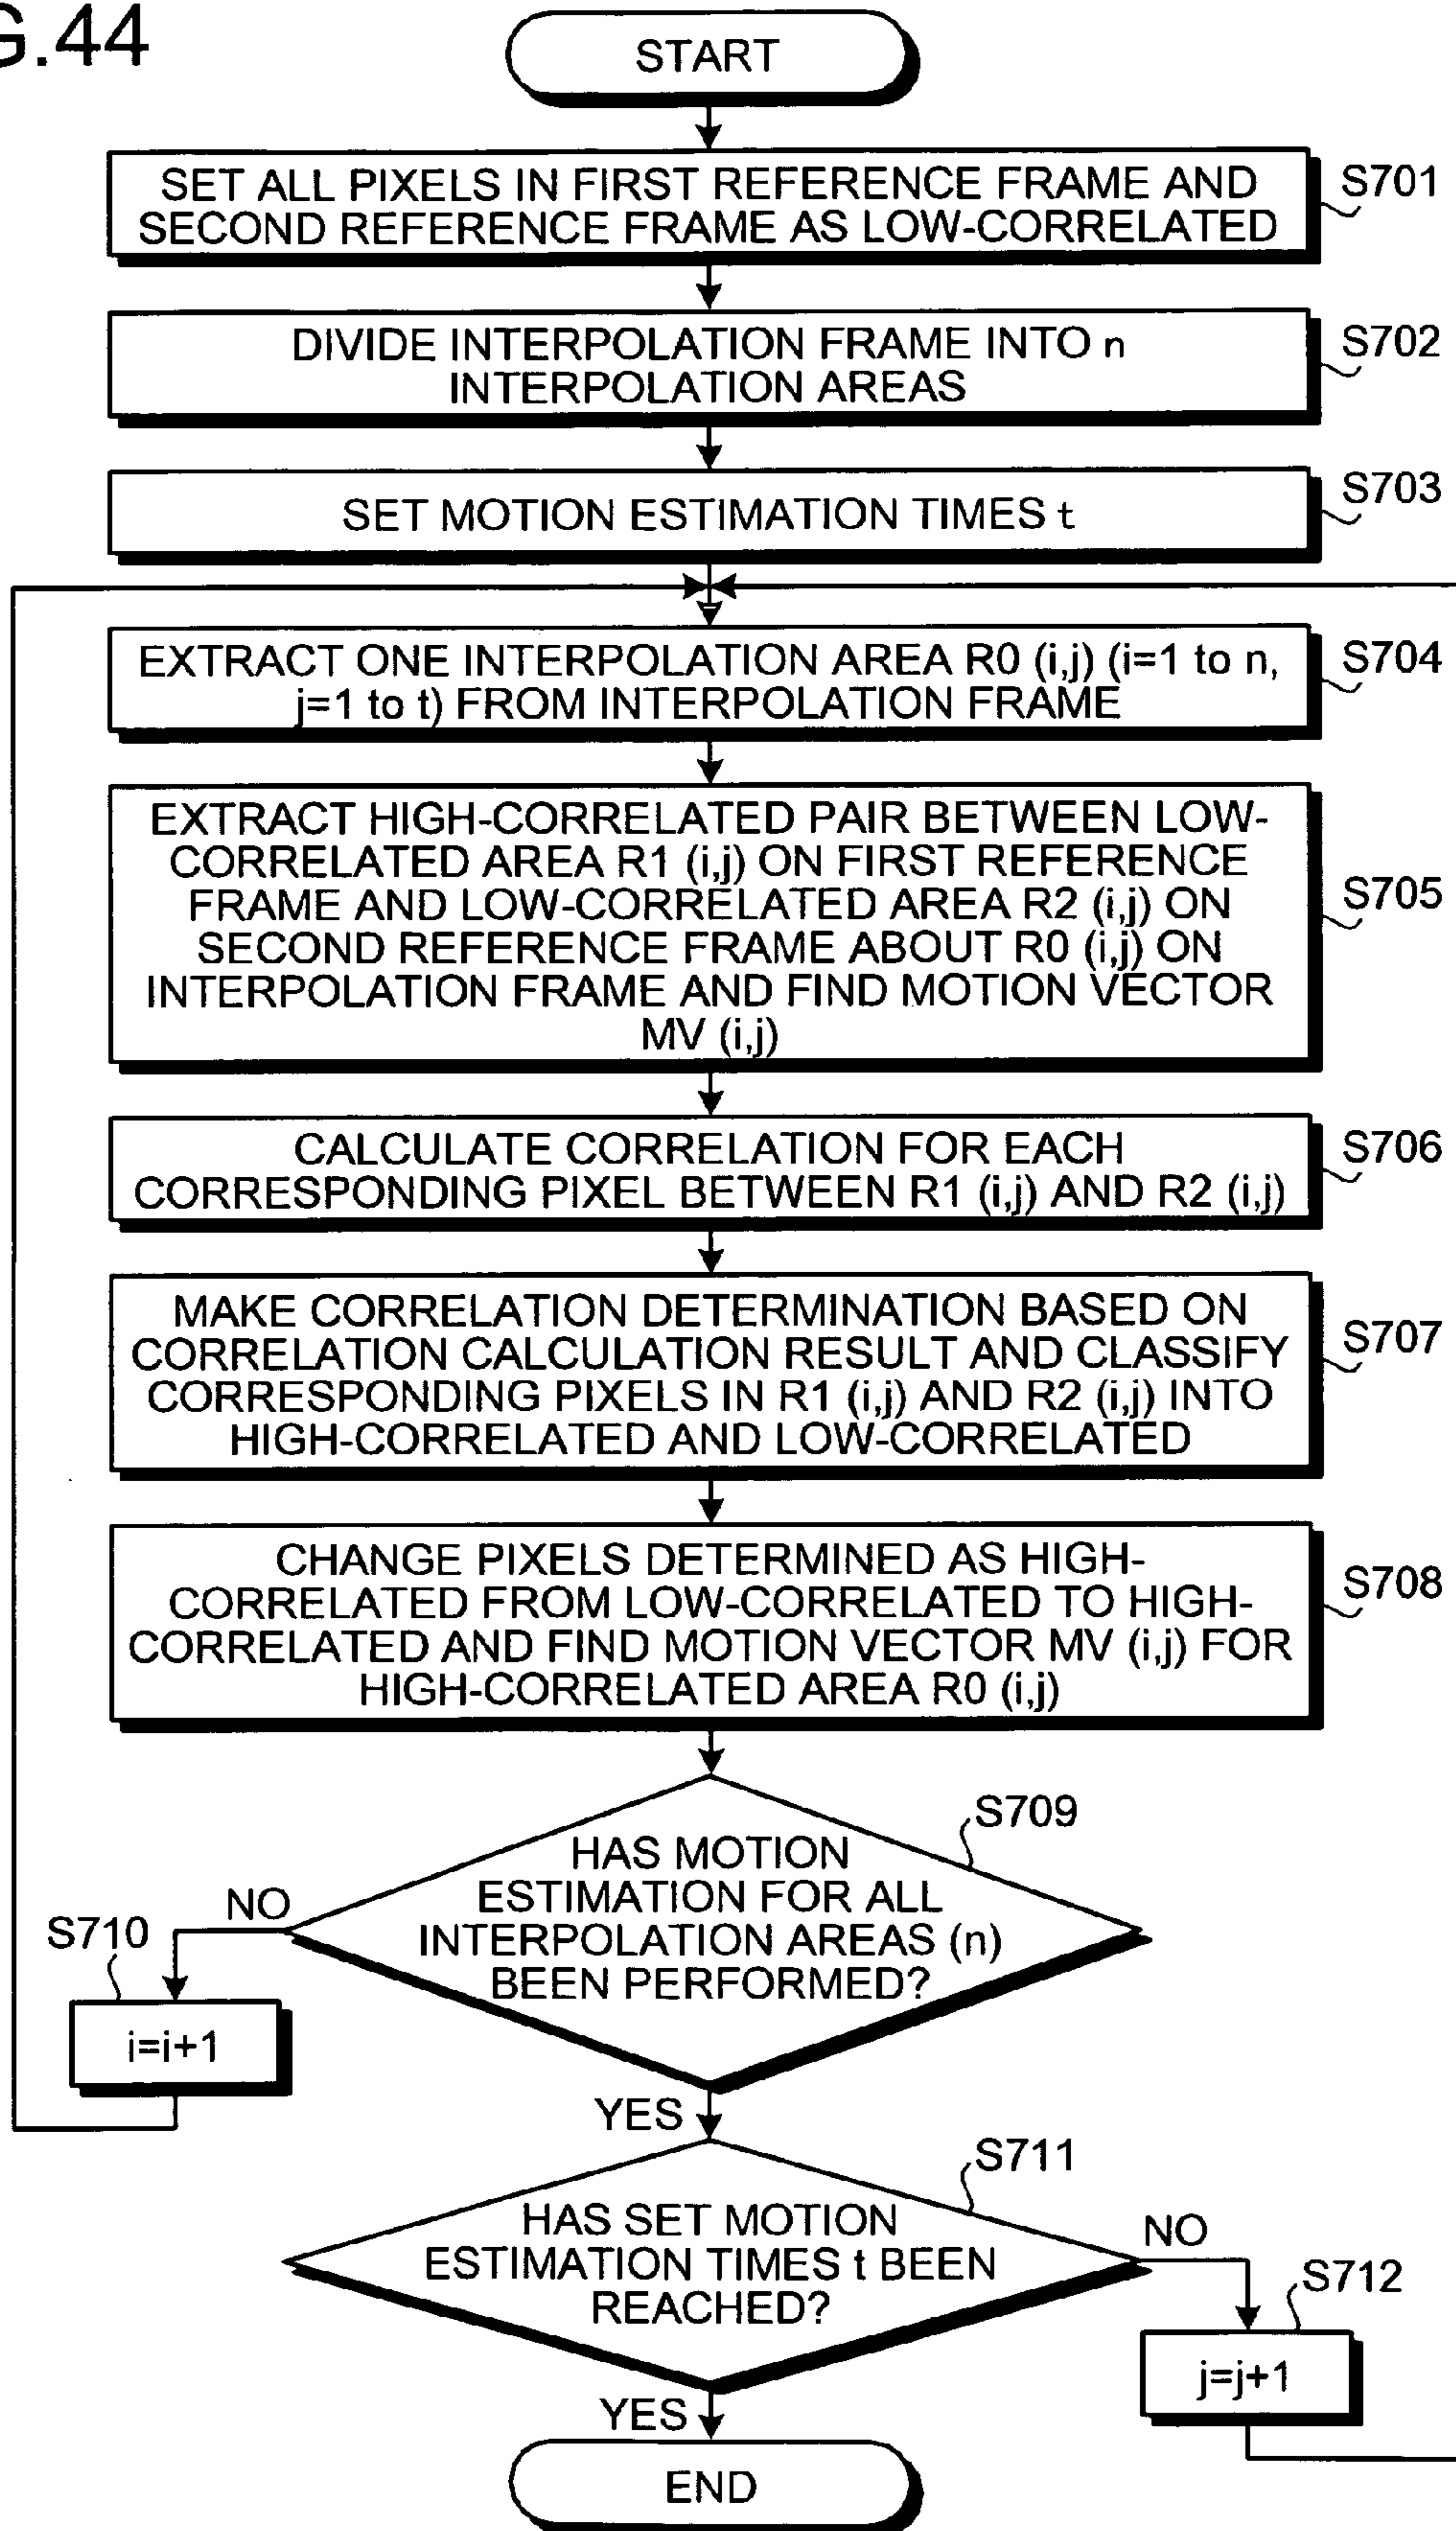 G.44
START
SET ALL PIXELS IN FIRST REFERENCE FRAME AND
SECOND REFERENCE FRAME AS LOW-CORRELATED
S701
DIVIDE INTERPOLATION FRAME INTO n
INTERPOLATION AREAS
S702
SET MOTION ESTIMATION TIMES t
S703
EXTRACT ONE INTERPOLATION AREA R0 (i,j) (i=1 to n,
j=1 to t) FROM INTERPOLATION FRAME
S704
EXTRACT HIGH-CORRELATED PAIR BETWEEN LOW-
CORRELATED AREA R1 (i,j) ON FIRST REFERENCE
FRAME AND LOW-CORRELATED AREA R2 (i,j) ON
SECOND REFERENCE FRAME ABOUT R0 (i,j) ON
INTERPOLATION FRAME AND FIND MOTION VECTOR
MV (i,j)
S705
CALCULATE CORRELATION FOR EACH
CORRESPONDING PIXEL BETWEEN R1 (i,j) AND R2 (i,j)
S706
MAKE CORRELATION DETERMINATION BASED ON
CORRELATION CALCULATION RESULT AND CLASSIFY
CORRESPONDING PIXELS IN R1 (i,j) AND R2 (i,j) INTO
HIGH-CORRELATED AND LOW-CORRELATED
S707
CHANGE PIXELS DETERMINED AS HIGH-
CORRELATED FROM LOW-CORRELATED TO HIGH-
CORRELATED AND FIND MOTION VECTOR MV (i,j) FOR
HIGH-CORRELATED AREA R0 (i,j)
S708
S709
HAS MOTION
ESTIMATION FOR ALL
INTERPOLATION AREAS (n)
BEEN PERFORMED?
NO
S710
i=i+1
YES
S711
HAS SET MOTION
ESTIMATION TIMES t BEEN
REACHED?
NO
S712
j=j+1
YES
END